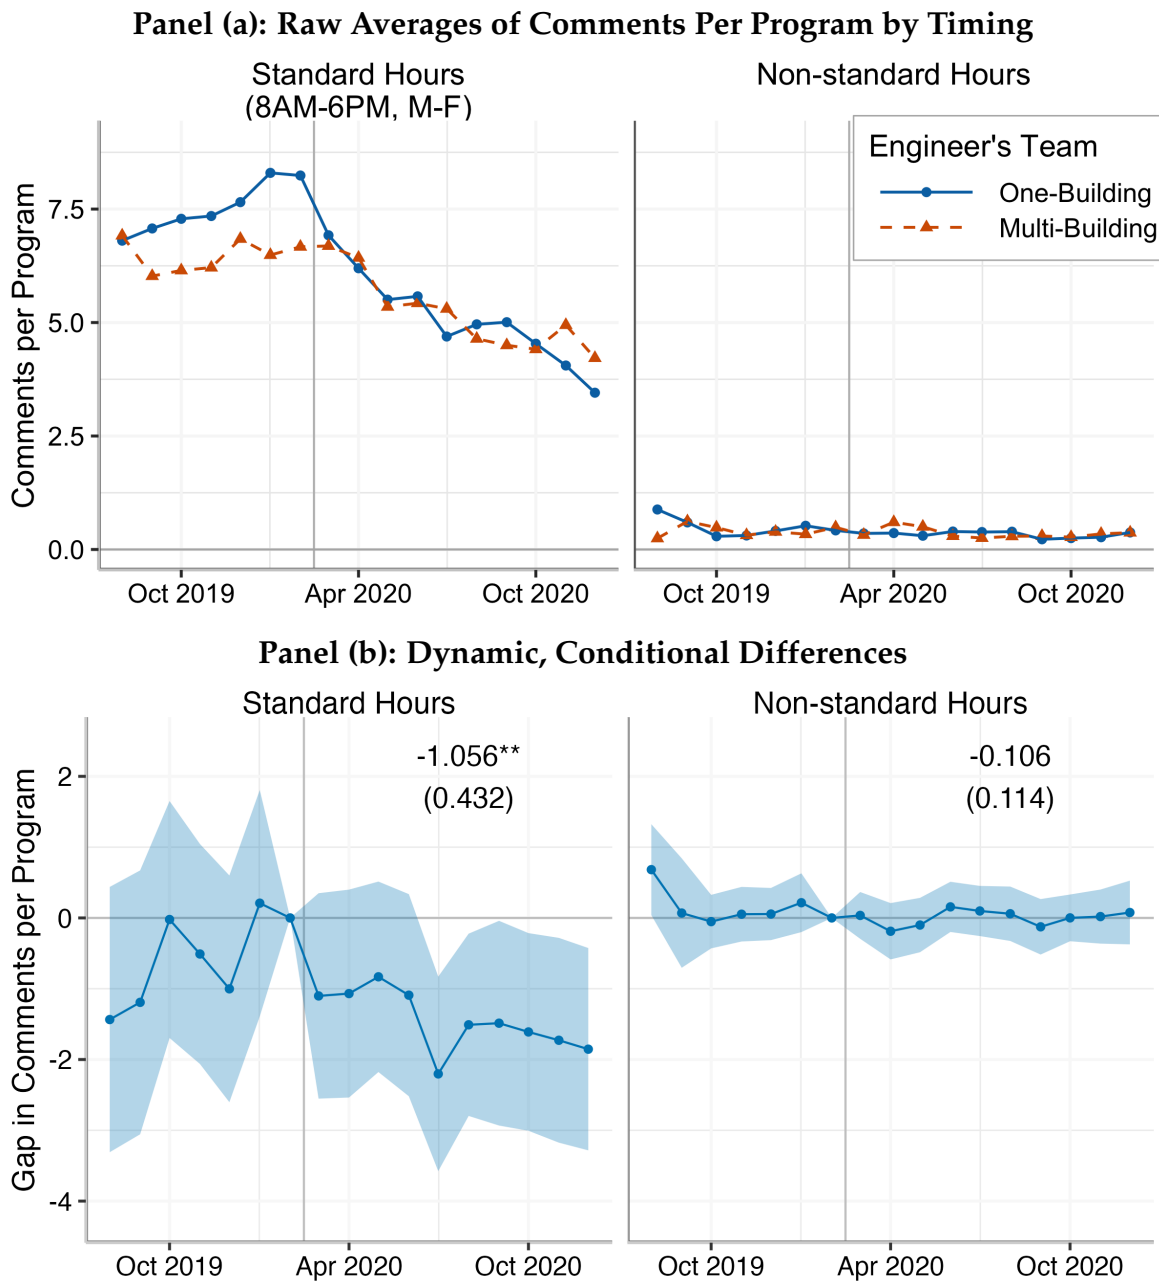 Panel (a): Raw Averages of Comments Per Program by Timing
Standard Hours
(8AM-6PM, M-F)
Non-standard Hours
Engineer's Team
One-Building
Multi-Building
Comments per Program
7.5
5.0
2.5
0.0
Oct 2019
Apr 2020
Oct 2020
Oct 2019
Apr 2020
Oct 2020
Panel (b): Dynamic, Conditional Differences
Standard Hours
Non-standard Hours
-1.056**
(0.432)
-0.106
(0.114)
Gap in Comments per Program
2
0
-2
-4
Oct 2019
Apr 2020
Oct 2020
Oct 2019
Apr 2020
Oct 2020